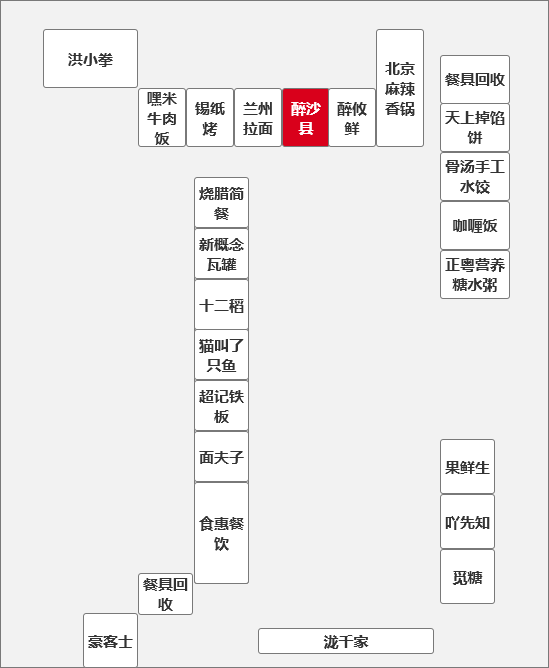 洪小拳
嘿米
牛肉
饭
锡纸
烤
兰州
拉面
醉沙
县
醉攸
鲜
北京
麻辣
香锅
餐具回收
天上掉馅
饼
骨汤手工
水饺
咖喱饭
正粤营养
糖水粥
烧腊简
餐
新概念
瓦罐
十二稻
猫叫了
只鱼
超记铁
板
面夫子
食惠餐
饮
果鲜生
吖先知
觅糖
餐具回
收
豪客士
泷千家